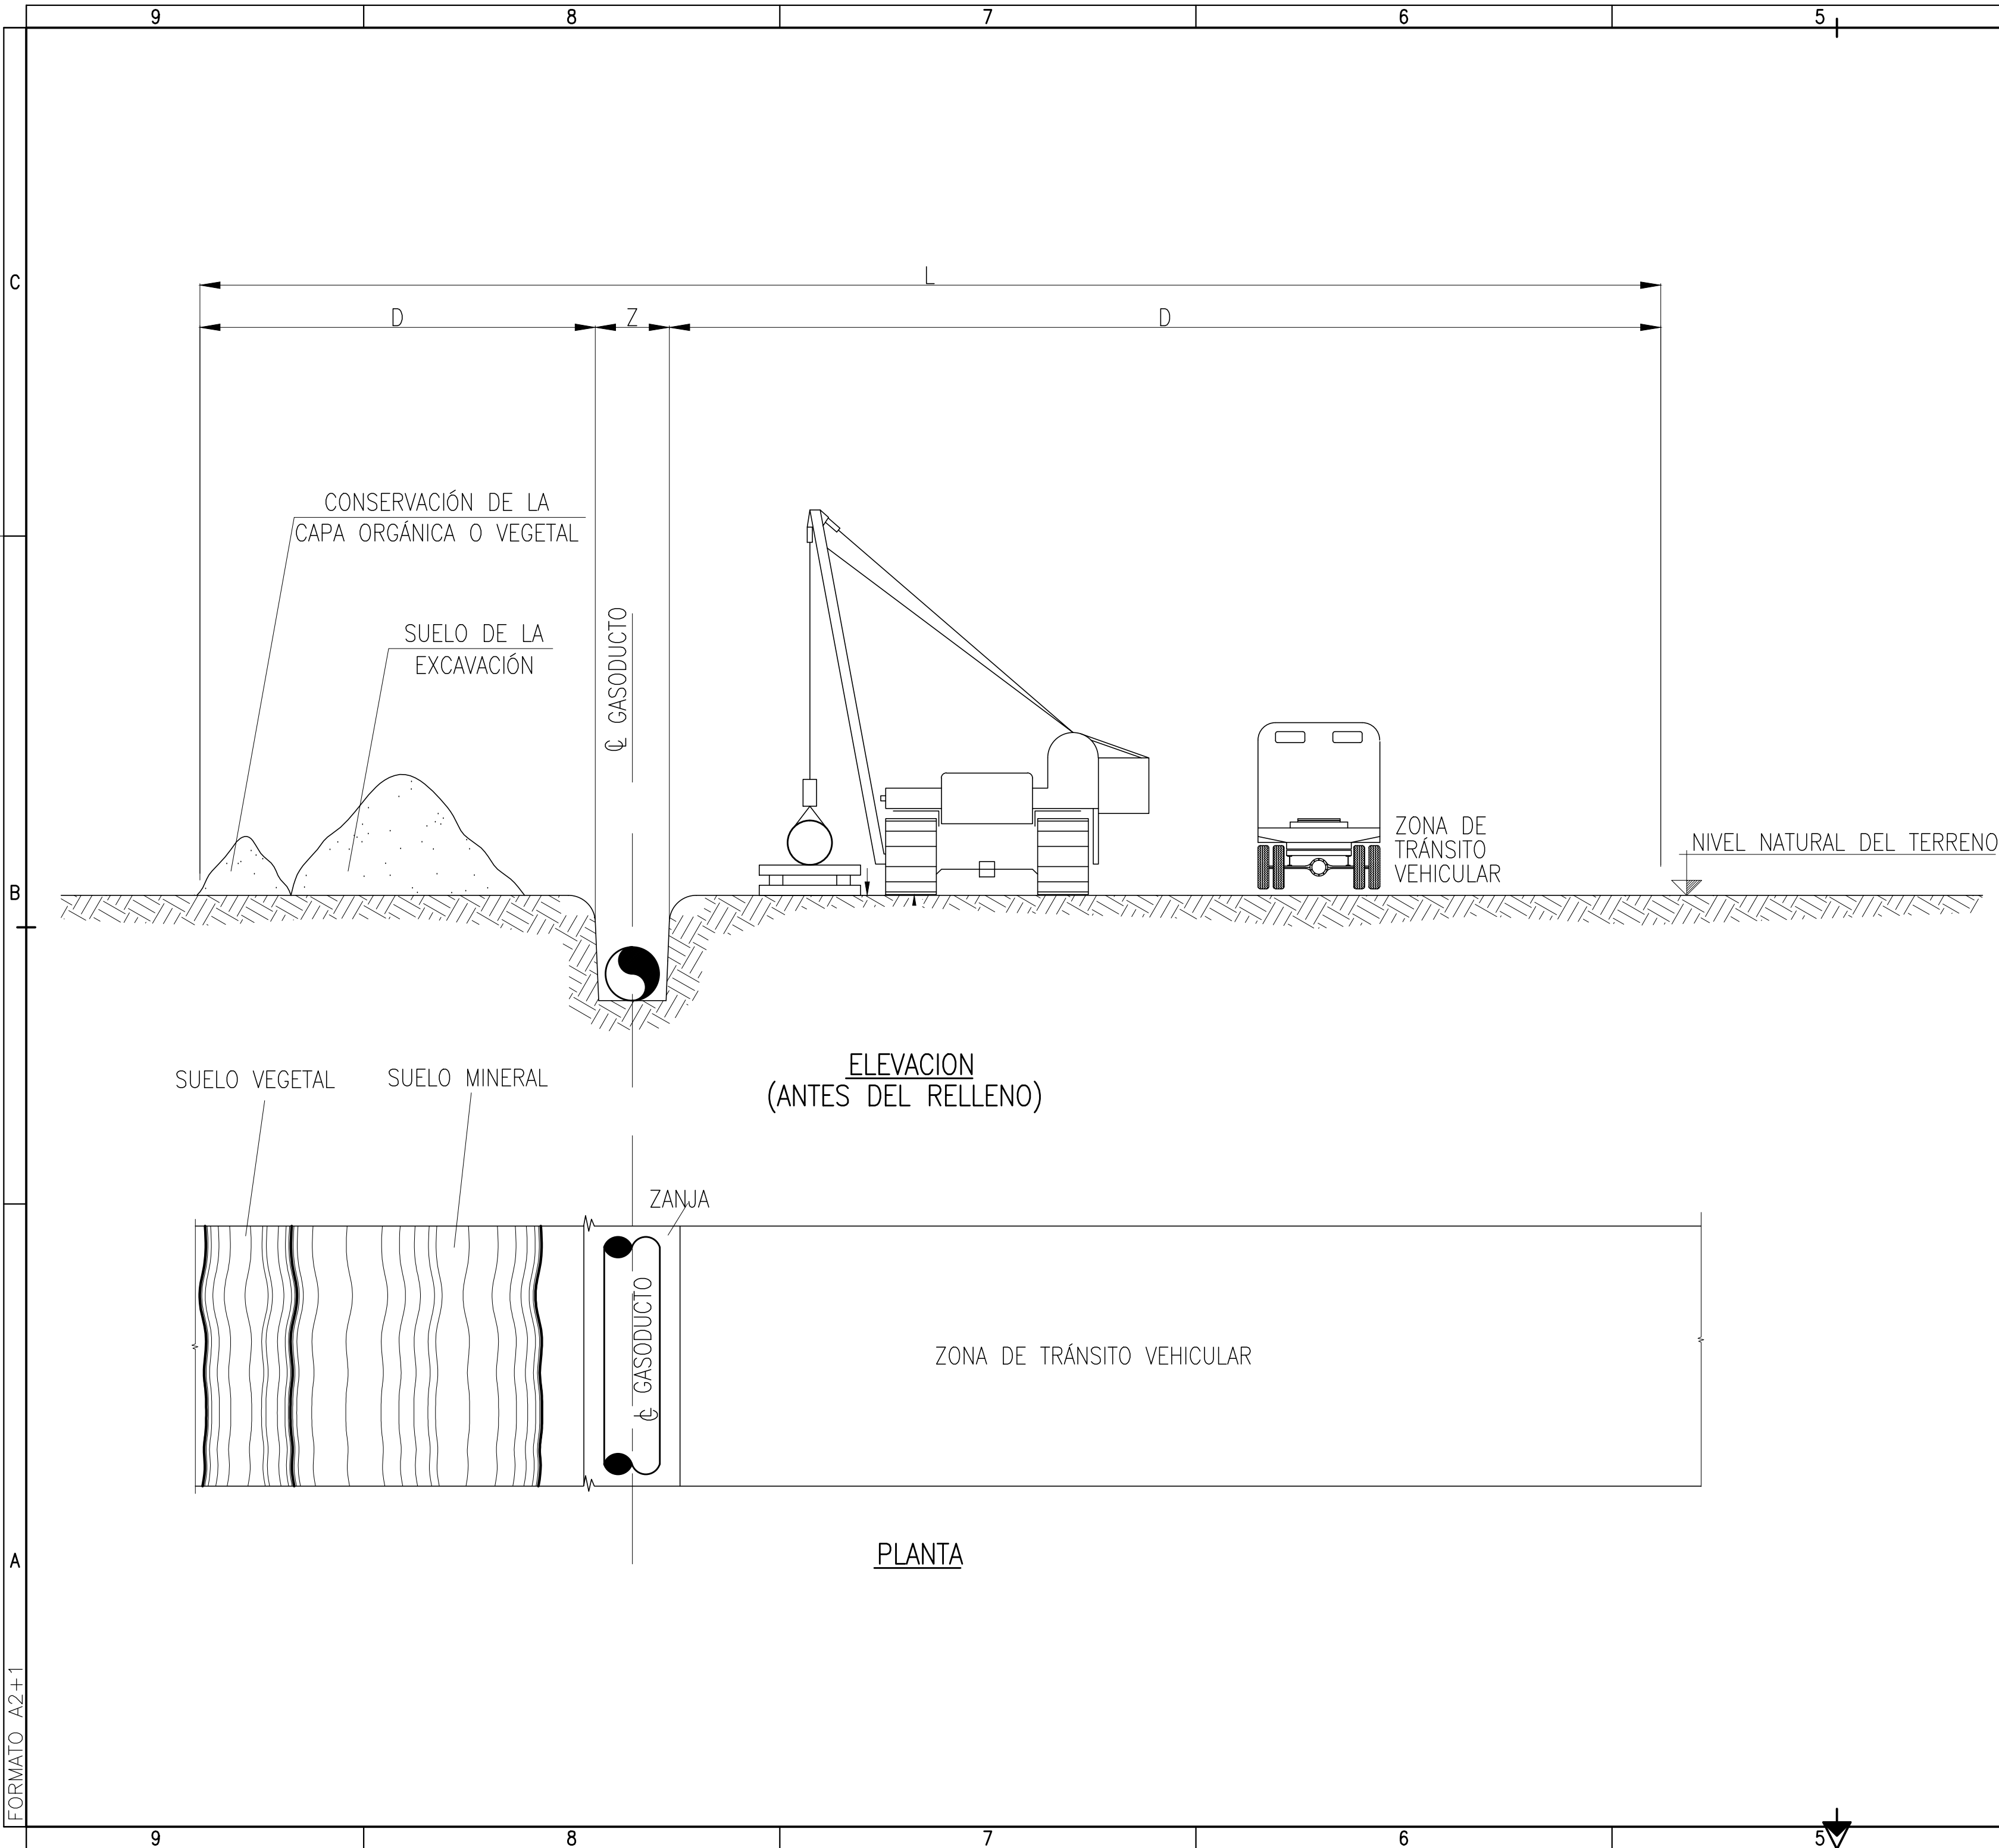 9 8 7 6 5
C
L
D Z D
CONSERVACIÓN DE LA
CAPA ORGÁNICA O VEGETAL
SUELO DE LA
EXCAVACIÓN
℄ GASODUCTO
ZONA DE
TRÁNSITO
VEHICULAR
NIVEL NATURAL DEL TERRENO
B
ELEVACION
(ANTES DEL RELLENO)
SUELO VEGETAL
SUELO MINERAL
ZANJA
℄ GASODUCTO
ZONA DE TRÁNSITO VEHICULAR
PLANTA
A
FORMATO A2+1
9 8 7 6 5